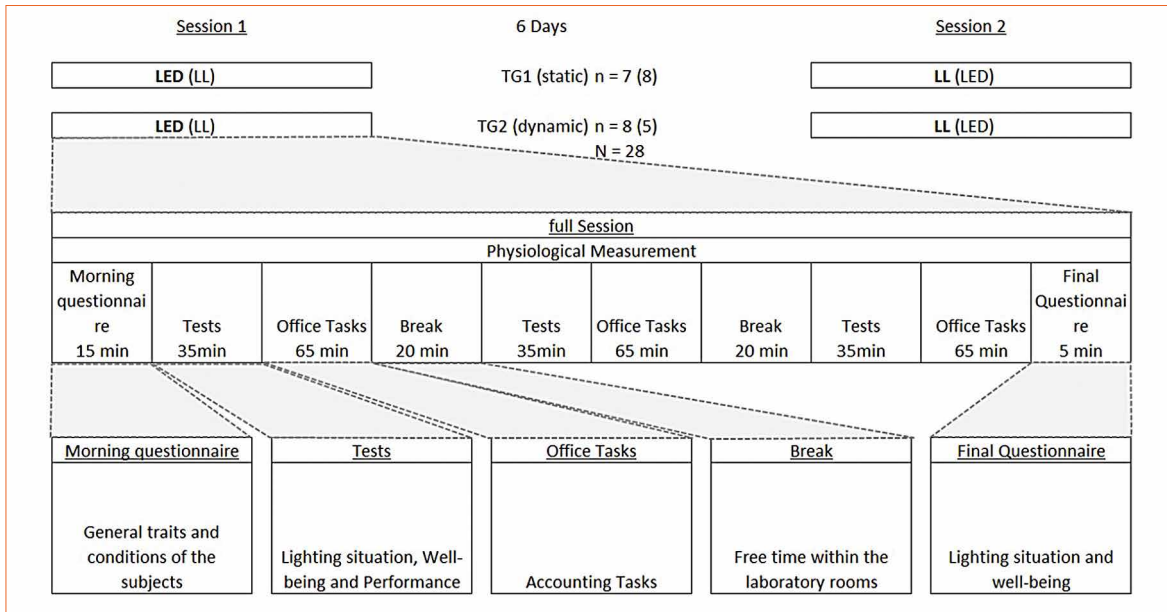 Session 1
6 Days
Session 2
LED (LL)
TG1 (static) n = 7 (8)
LL (LED)
LED (LL)
TG2 (dynamic) n = 8 (5)
LL (LED)
N = 28
full Session
Physiological Measurement
Morning
questionnai
re
15 min
Tests
35min
Office Tasks
65 min
Break
20 min
Tests
35min
Office Tasks
65 min
Break
20 min
Tests
35min
Office Tasks
65 min
Final
Questionnai
re
5 min
Morning questionnaire
General traits and
conditions of the
subjects
Tests
Lighting situation, Well-
being and Performance
Office Tasks
Accounting Tasks
Break
Free time within the
laboratory rooms
Final Questionnaire
Lighting situation and
well-being